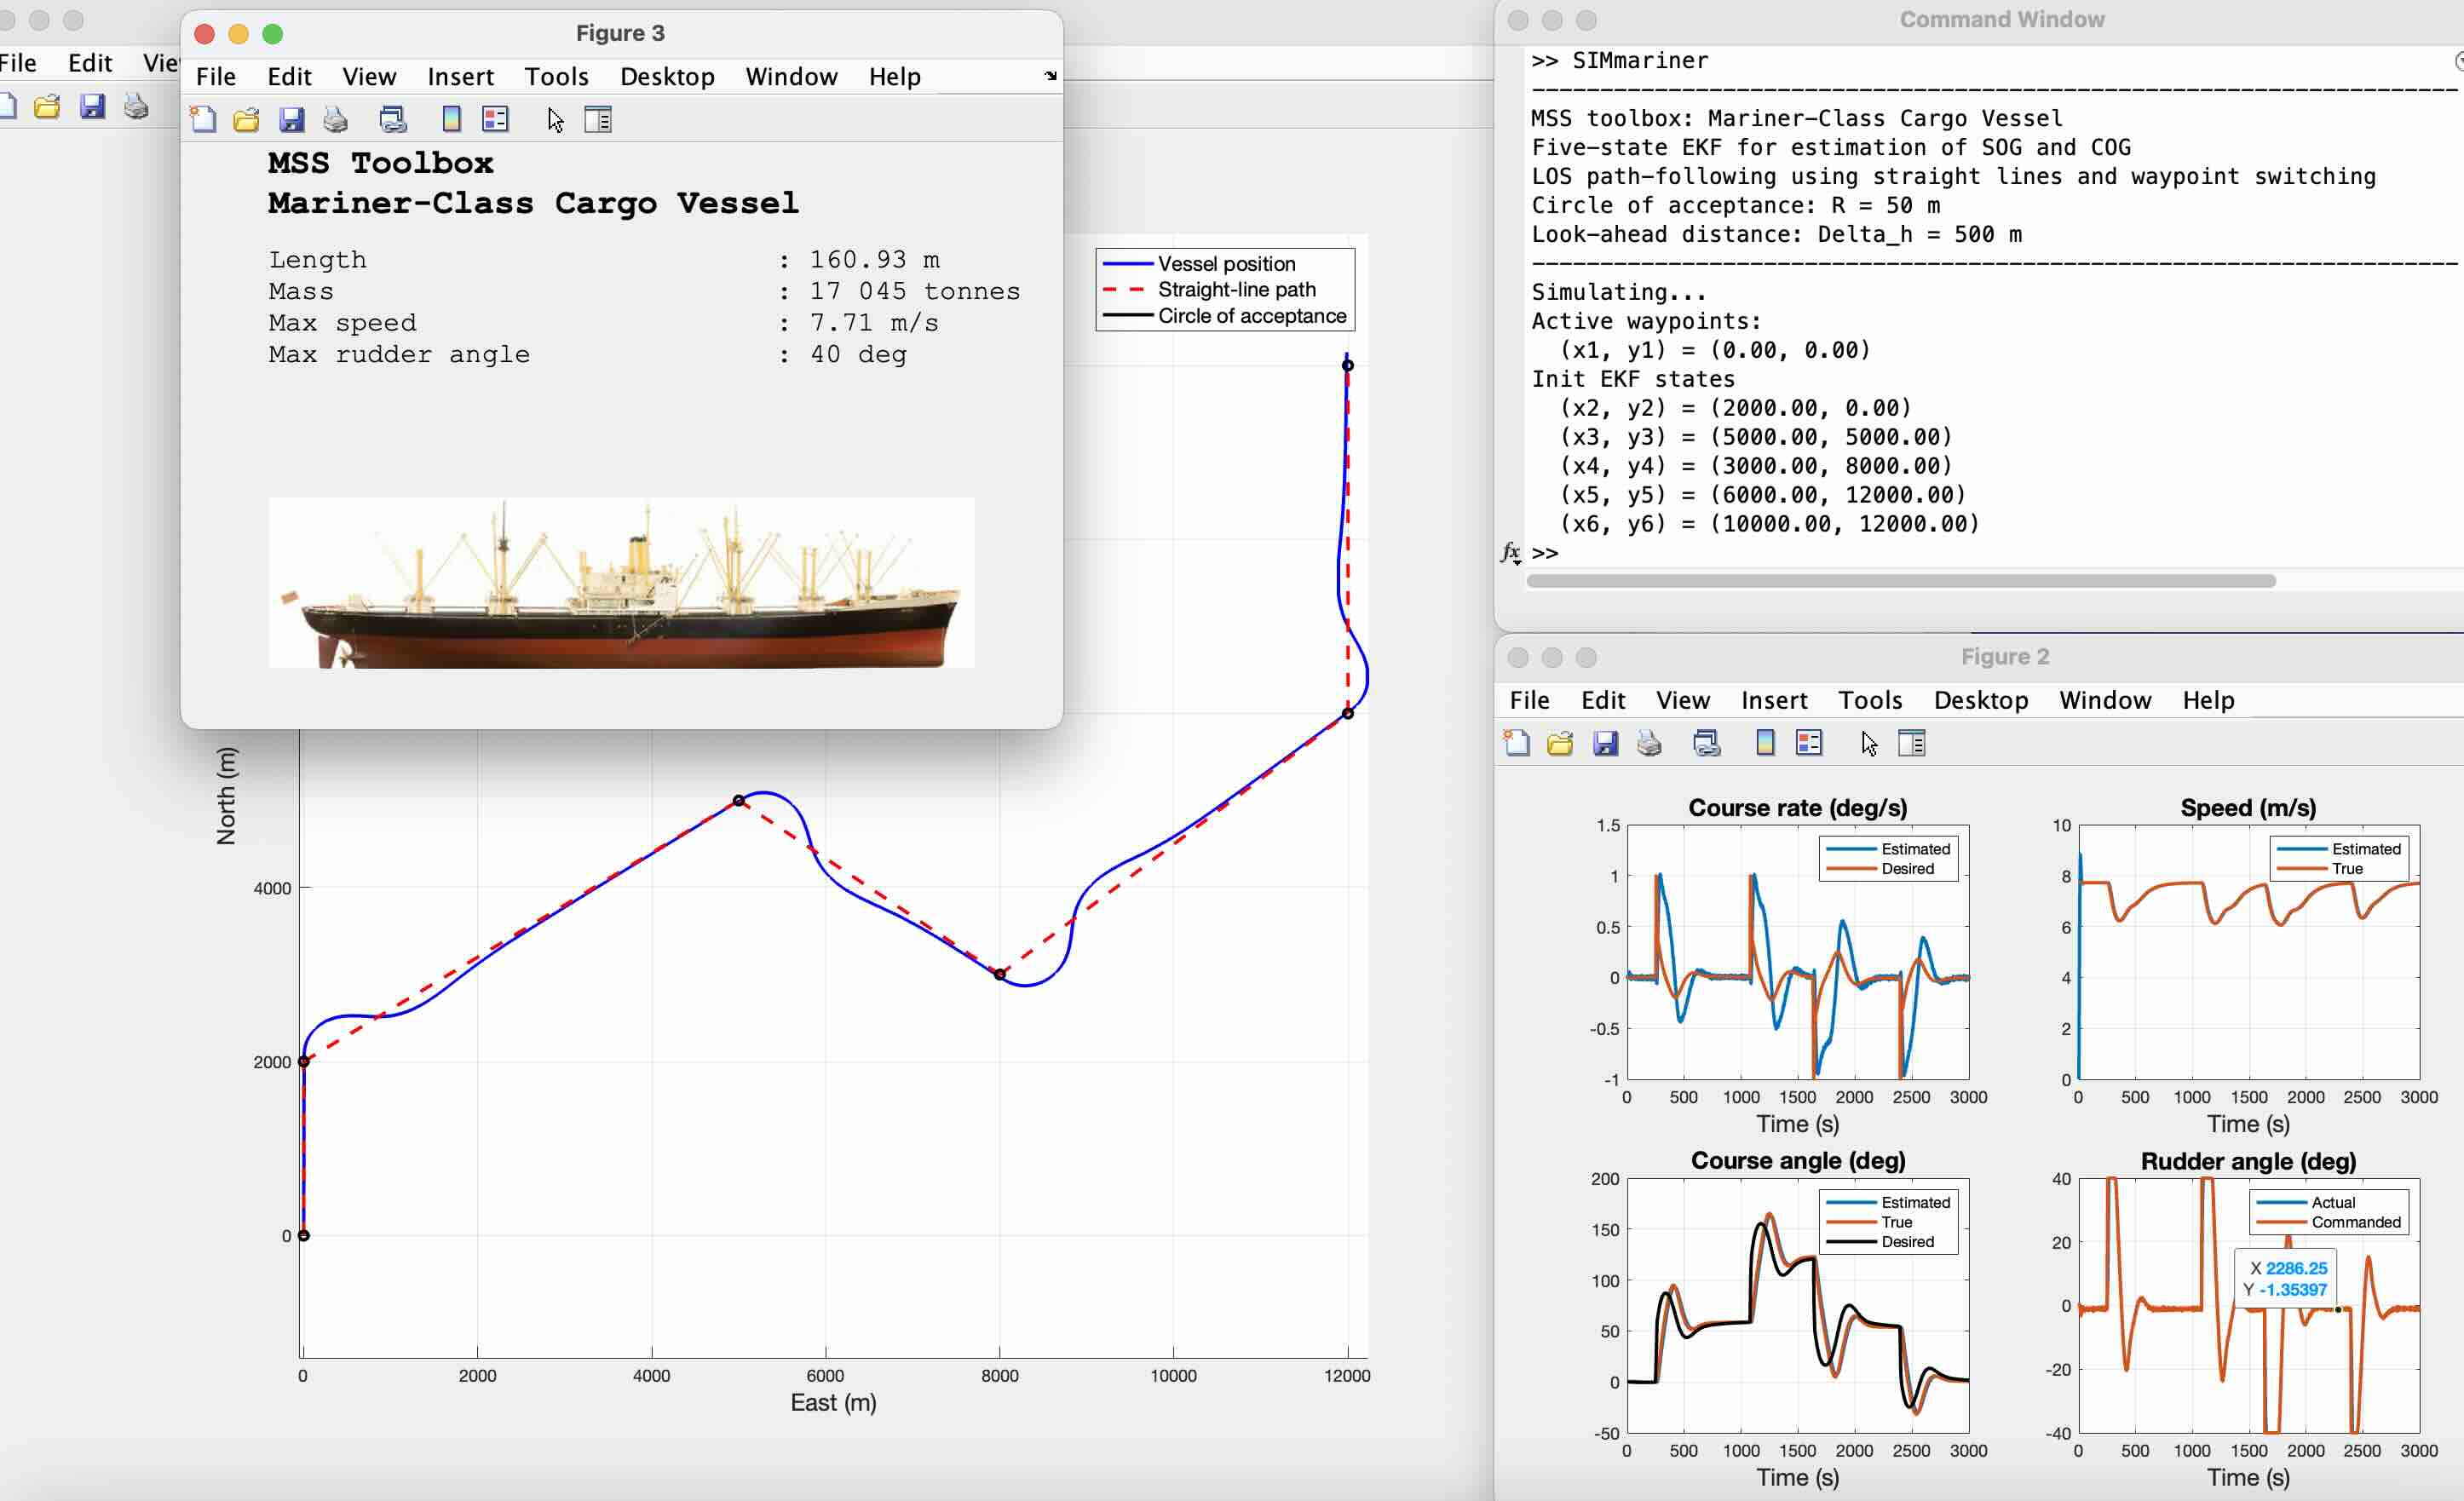 File Edit Vie
Figure 3
File Edit View Insert Tools Desktop Window Help
MSS Toolbox
Mariner-Class Cargo Vessel
Length : 160.93 m
Mass : 17 045 tonnes
Max speed : 7.71 m/s
Max rudder angle : 40 deg
Vessel position
Straight-line path
Circle of acceptance
North (m)
4000
2000
0
0 2000 4000 6000 8000 10000 12000
East (m)
Command Window
>> SIMmariner
--------------------------------------------------------------------
MSS toolbox: Mariner-Class Cargo Vessel
Five-state EKF for estimation of SOG and COG
LOS path-following using straight lines and waypoint switching
Circle of acceptance: R = 50 m
Look-ahead distance: Delta_h = 500 m
--------------------------------------------------------------------
Simulating...
Active waypoints:
(x1, y1) = (0.00, 0.00)
Init EKF states
(x2, y2) = (2000.00, 0.00)
(x3, y3) = (5000.00, 5000.00)
(x4, y4) = (3000.00, 8000.00)
(x5, y5) = (6000.00, 12000.00)
(x6, y6) = (10000.00, 12000.00)
fx >>
Figure 2
File Edit View Insert Tools Desktop Window Help
Course rate (deg/s)
1.5
1
0.5
0
-0.5
-1
Estimated
Desired
0 500 1000 1500 2000 2500 3000
Time (s)
Speed (m/s)
10
8
6
4
2
0
Estimated
True
0 500 1000 1500 2000 2500 3000
Time (s)
Course angle (deg)
200
150
100
50
0
-50
Estimated
True
Desired
0 500 1000 1500 2000 2500 3000
Time (s)
Rudder angle (deg)
40
20
0
-20
-40
Actual
Commanded
X 2286.25
Y -1.35397
0 500 1000 1500 2000 2500 3000
Time (s)